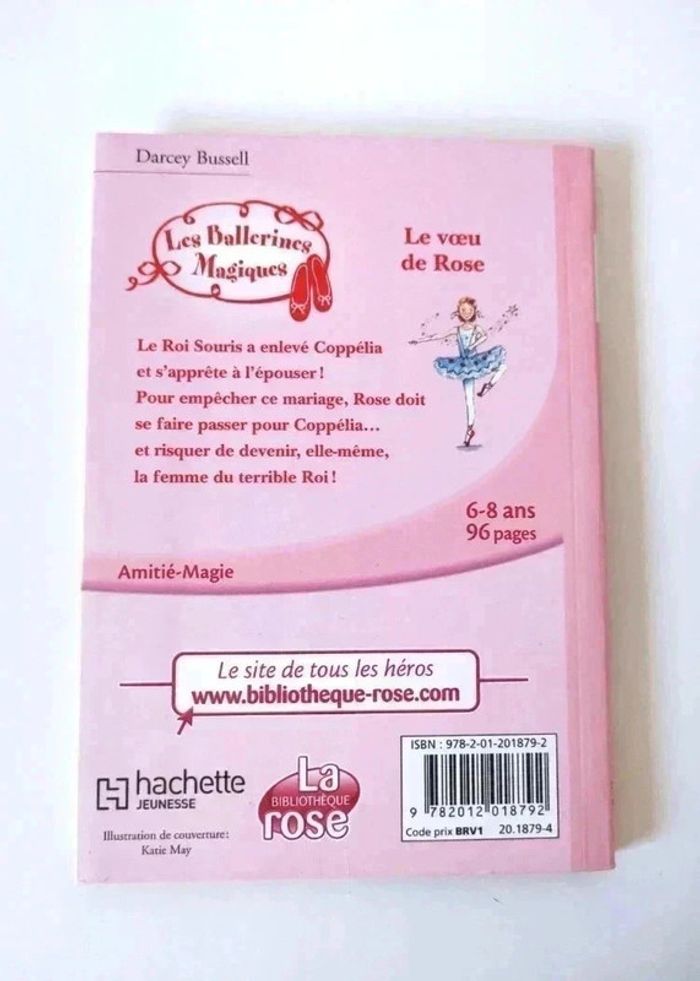 Darcey Bussell
Les Ballerines
Magiques
Le vœu
de Rose
Le Roi Souris a enlevé Coppélia
et s'apprête à l'épouser !
Pour empêcher ce mariage, Rose doit
se faire passer pour Coppélia…
et risquer de devenir, elle-même,
la femme du terrible Roi !
6-8 ans
96 pages
Amitié-Magie
Le site de tous les héros
www.bibliotheque-rose.com
hachette
JEUNESSE
Illustration de couverture :
Katie May
La
BIBLIOTHÈQUE
rose
ISBN : 978-2-01-201879-2
9 782012 018792
Code prix BRV1 20.1879-4